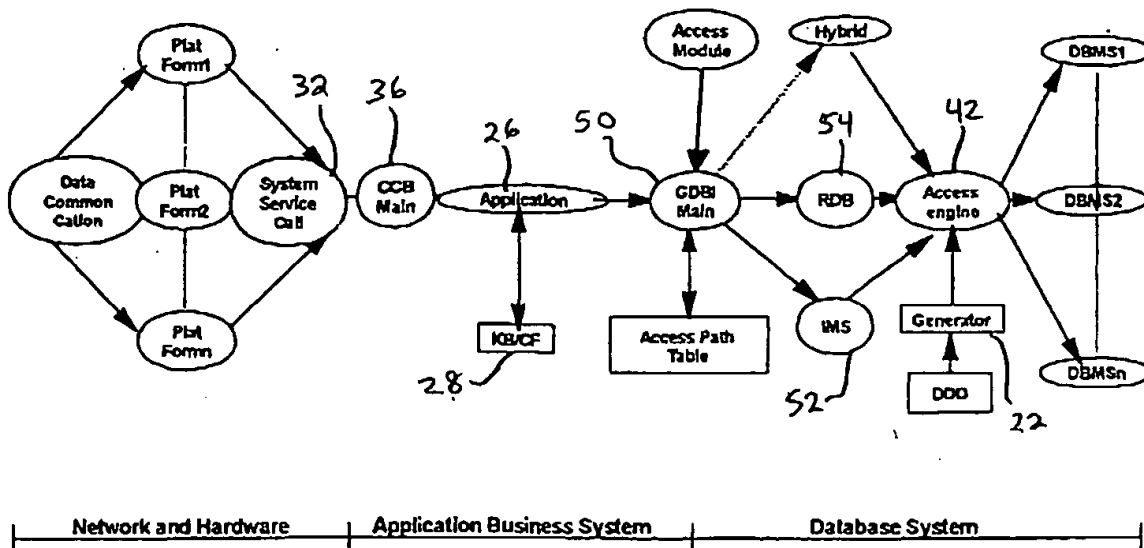 Plat
Form1
Data
Common
Cation
Plat
Form2
System
Service
Call
Plat
Formn
32
36
CCB
Main
26
Application
KB/CF
28
Access
Module
50
GDBI
Main
Access Path
Table
Hybrid
54
RDB
IMS
52
42
Access
engine
Generator
22
DDD
DBMS1
DBMS2
DBMSn
Network and Hardware
Application Business System
Database System